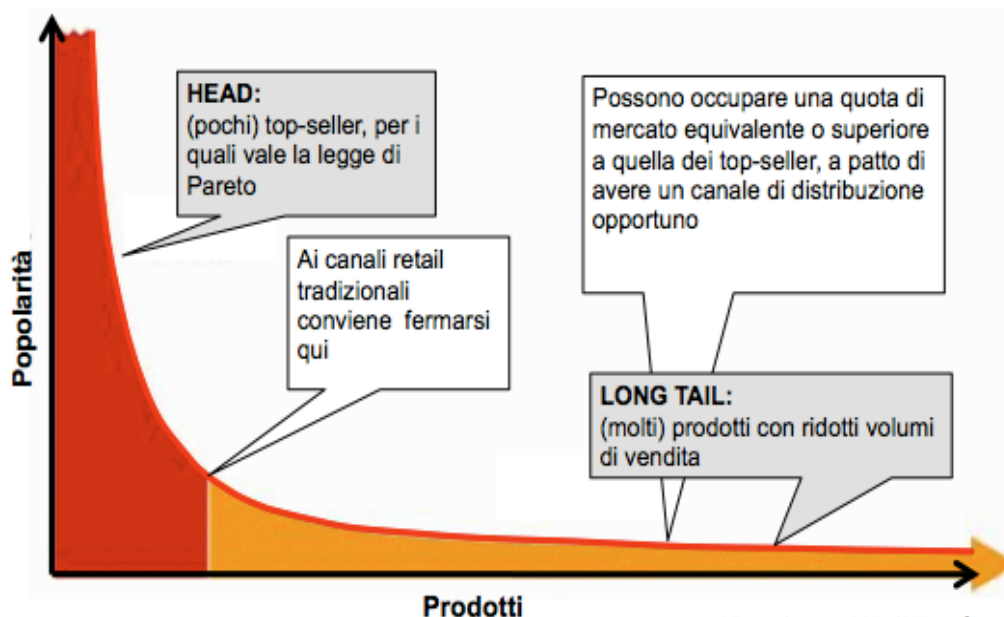 HEAD:
(pochi) top-seller, per i
quali vale la legge di
Pareto
Possono occupare una quota di
mercato equivalente o superiore
a quella dei top-seller, a patto di
avere un canale di distribuzione
opportuno
Ai canali retail
tradizionali
conviene fermarsi
qui
LONG TAIL:
(molti) prodotti con ridotti volumi
di vendita
Popolarità
Prodotti